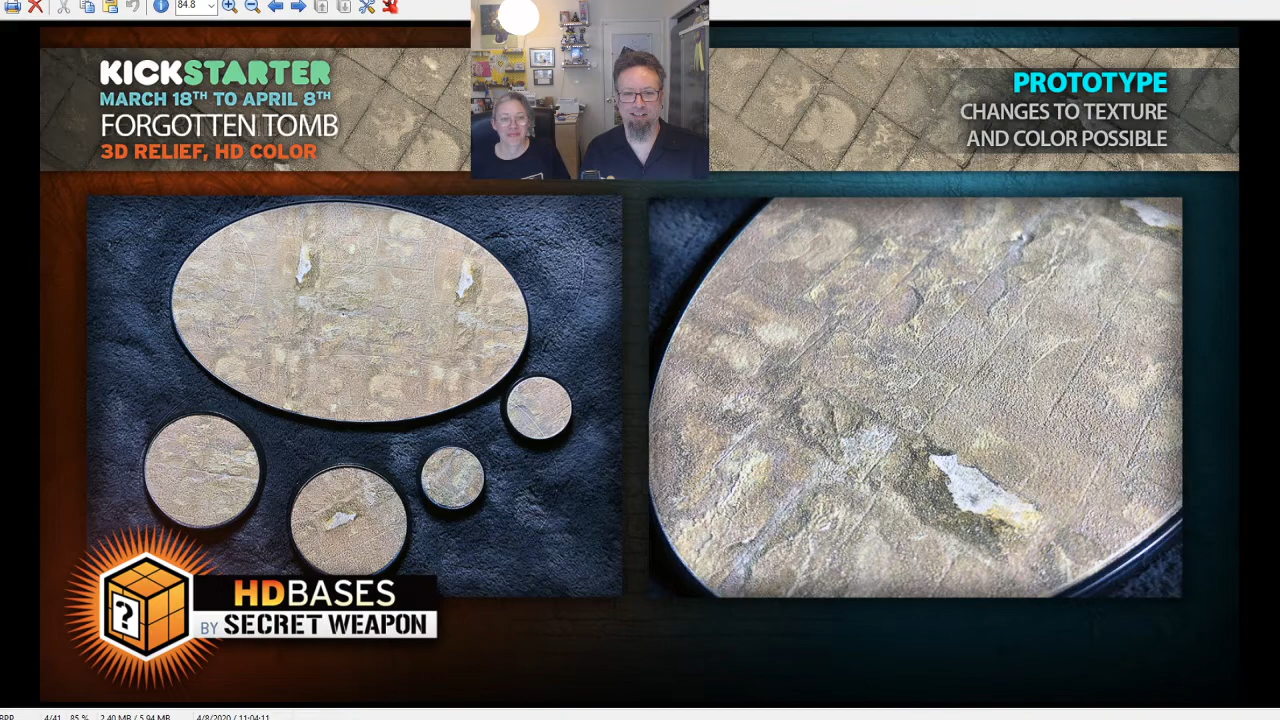 84.8
KICKSTARTER
MARCH 18TH TO APRIL 8TH
FORGOTTEN TOMB
3D RELIEF, HD COLOR
PROTOTYPE
CHANGES TO TEXTURE
AND COLOR POSSIBLE
?
HDBASES
BY SECRET WEAPON
BPP 4/41 85 % 2.40 MB / 5.94 MB 4/8/2020 / 11:04:11